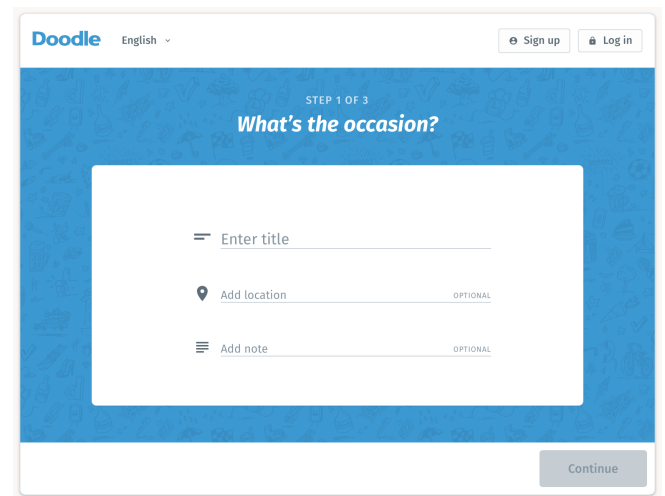 Doodle English Sign up Log in
STEP 1 OF 3
What's the occasion?
Enter title
Add location OPTIONAL
Add note OPTIONAL
Continue